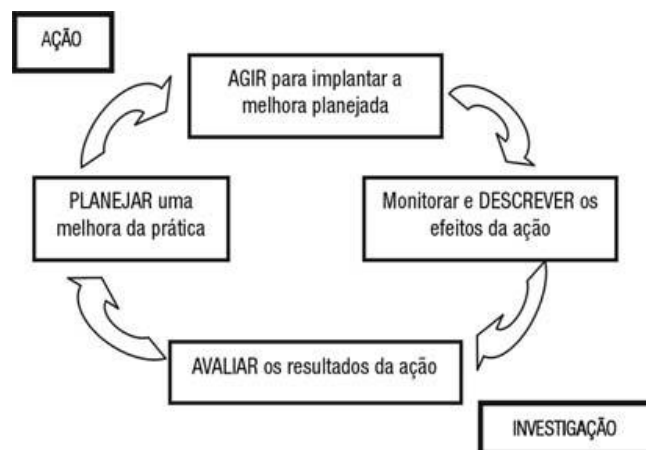 AÇÃO
AGIR para implantar a
melhora planejada
PLANEJAR uma
melhora da prática
Monitorar e DESCREVER os
efeitos da ação
AVALIAR os resultados da ação
INVESTIGAÇÃO